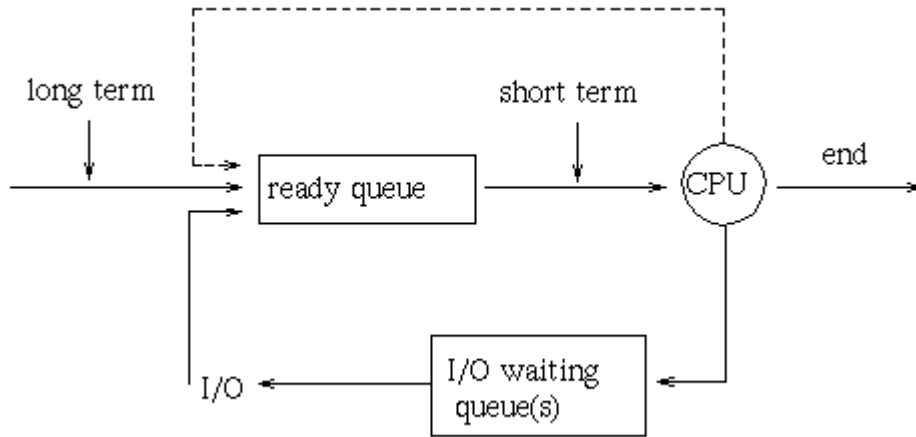 long term
short term
end
ready queue
CPU
I/O
I/O waiting
queue(s)